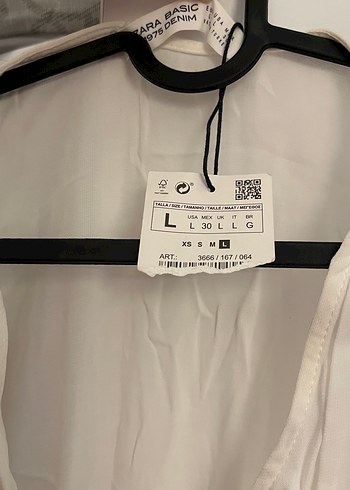 ZARA BASIC
1975 DENIM
TALLA / SIZE / TAMANHO / TAILLE / MAAT / ΜΕΓΕΘΟΣ
L
USA MEX UK IT BR
L 30 L L G
XS S M L
ART.: 3666 / 167 / 064